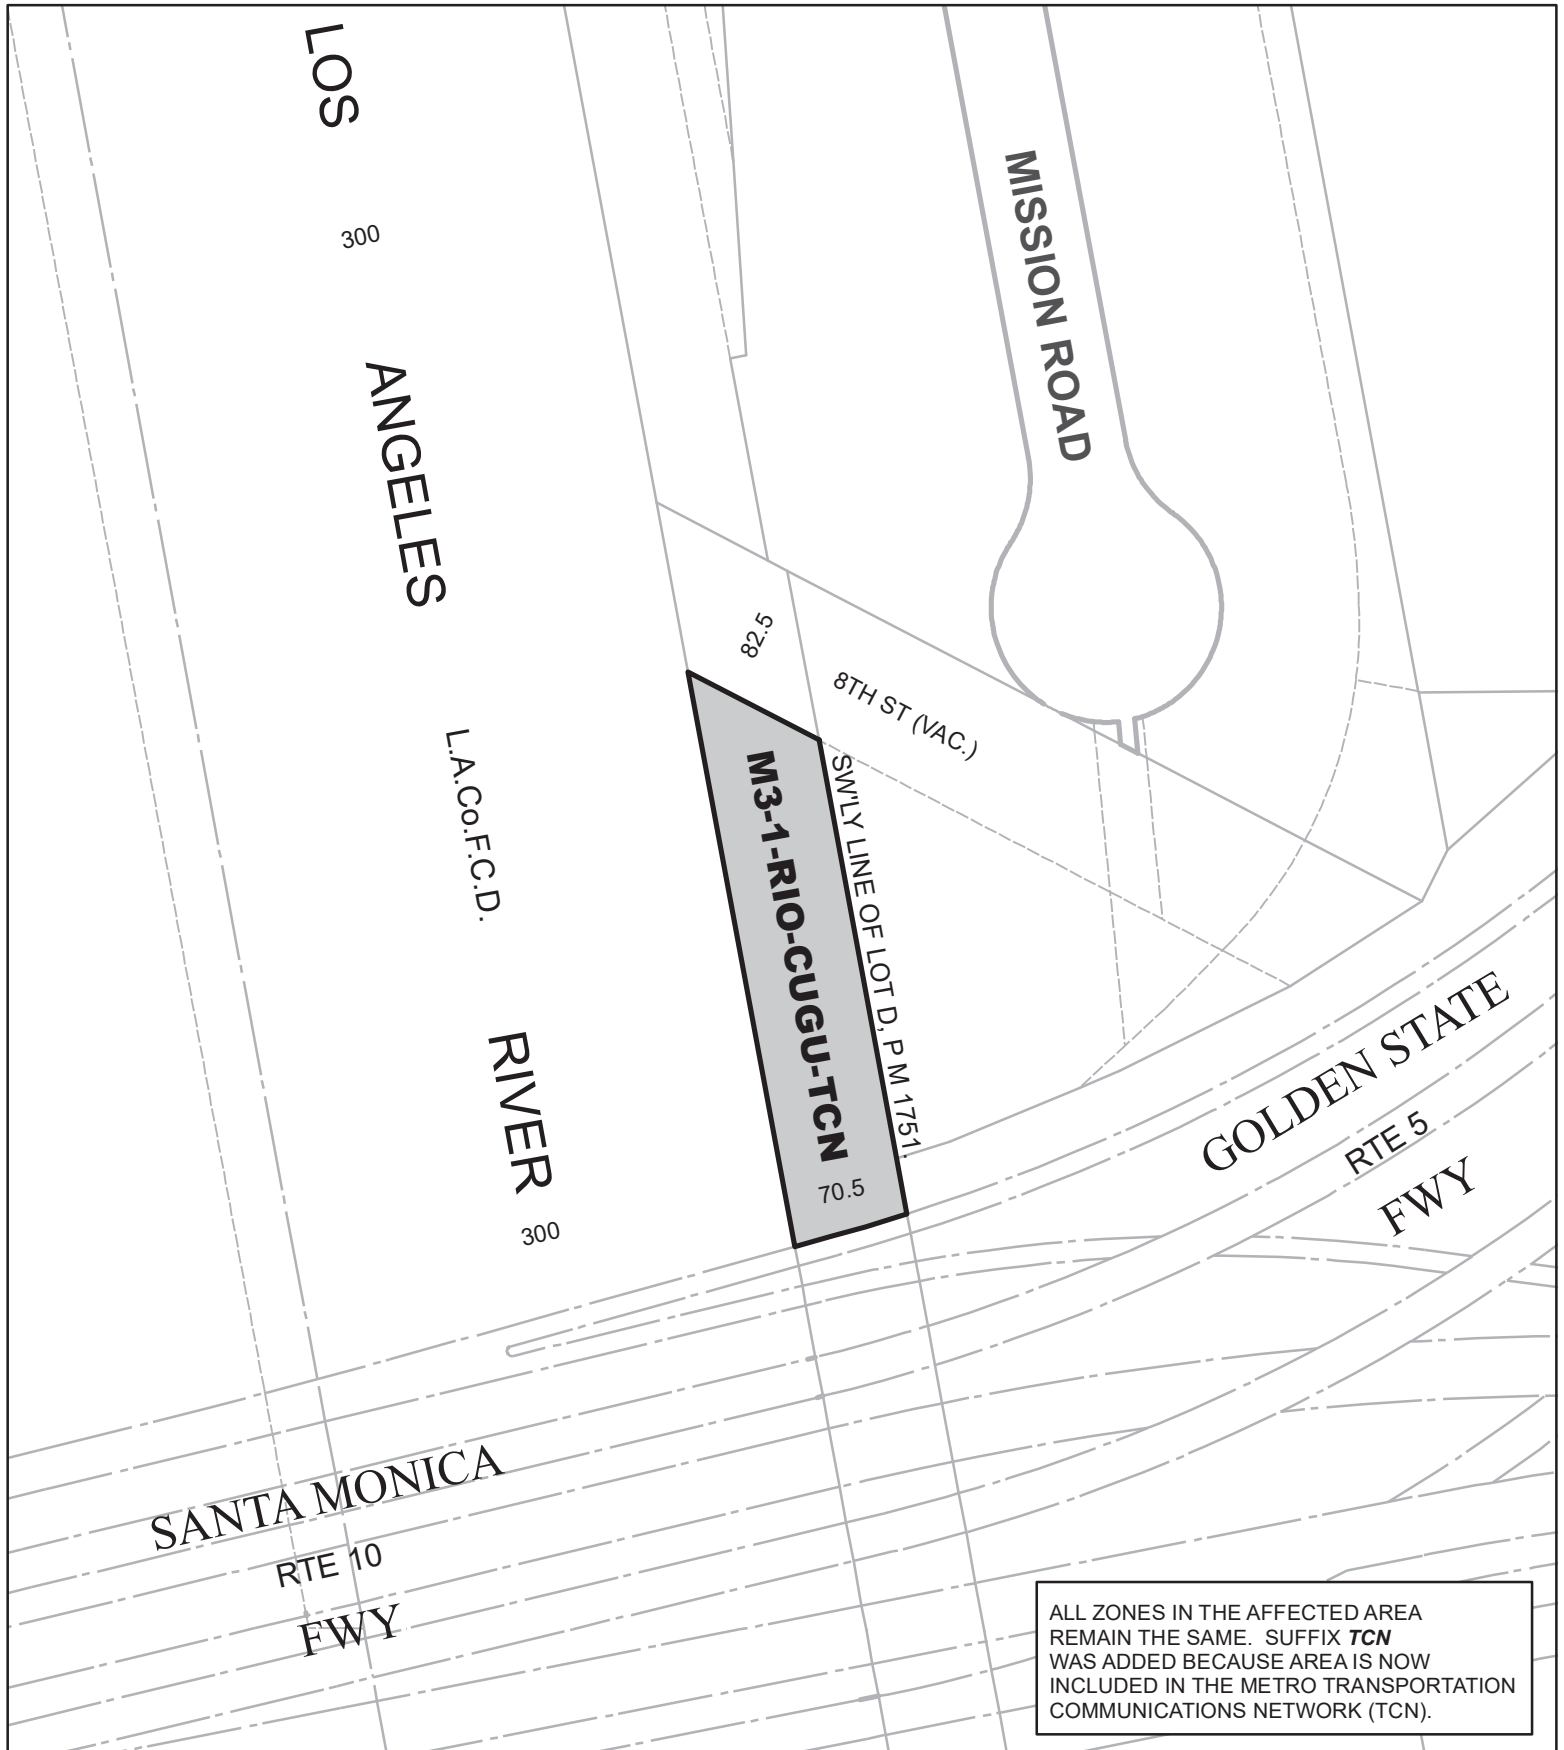 LOS
300
ANGELES
MISSION ROAD
82.5
8TH ST (VAC.)
L.A.Co.F.C.D.
M3-1-RIO-CUGU-TCN
SW'LY LINE OF LOT D, P M 1751.
RIVER
70.5
300
GOLDEN STATE
RTE 5
FWY
SANTA MONICA
RTE 10
FWY
ALL ZONES IN THE AFFECTED AREA
REMAIN THE SAME. SUFFIX TCN
WAS ADDED BECAUSE AREA IS NOW
INCLUDED IN THE METRO TRANSPORTATION
COMMUNICATIONS NETWORK (TCN).